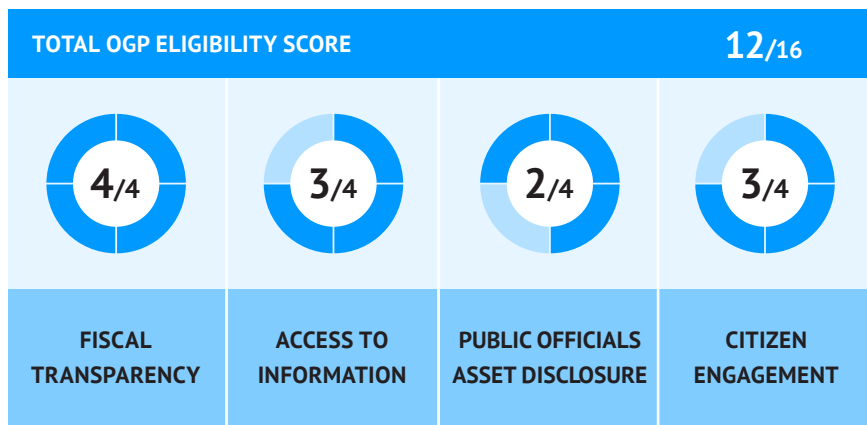 TOTAL OGP ELIGIBILITY SCORE 12/16
4/4 3/4 2/4 3/4
FISCAL
TRANSPARENCY
ACCESS TO
INFORMATION
PUBLIC OFFICIALS
ASSET DISCLOSURE
CITIZEN
ENGAGEMENT